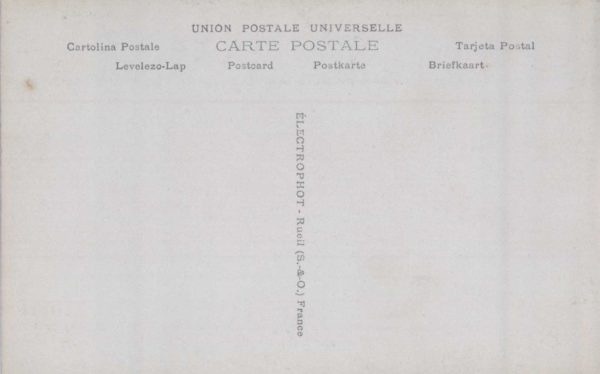 UNION POSTALE UNIVERSELLE
Cartolina Postale CARTE POSTALE Tarjeta Postal
Levelezo-Lap Postcard Postkarte Briefkaart
ÉLECTROPHOT - Rueil (S.-&-O.) France